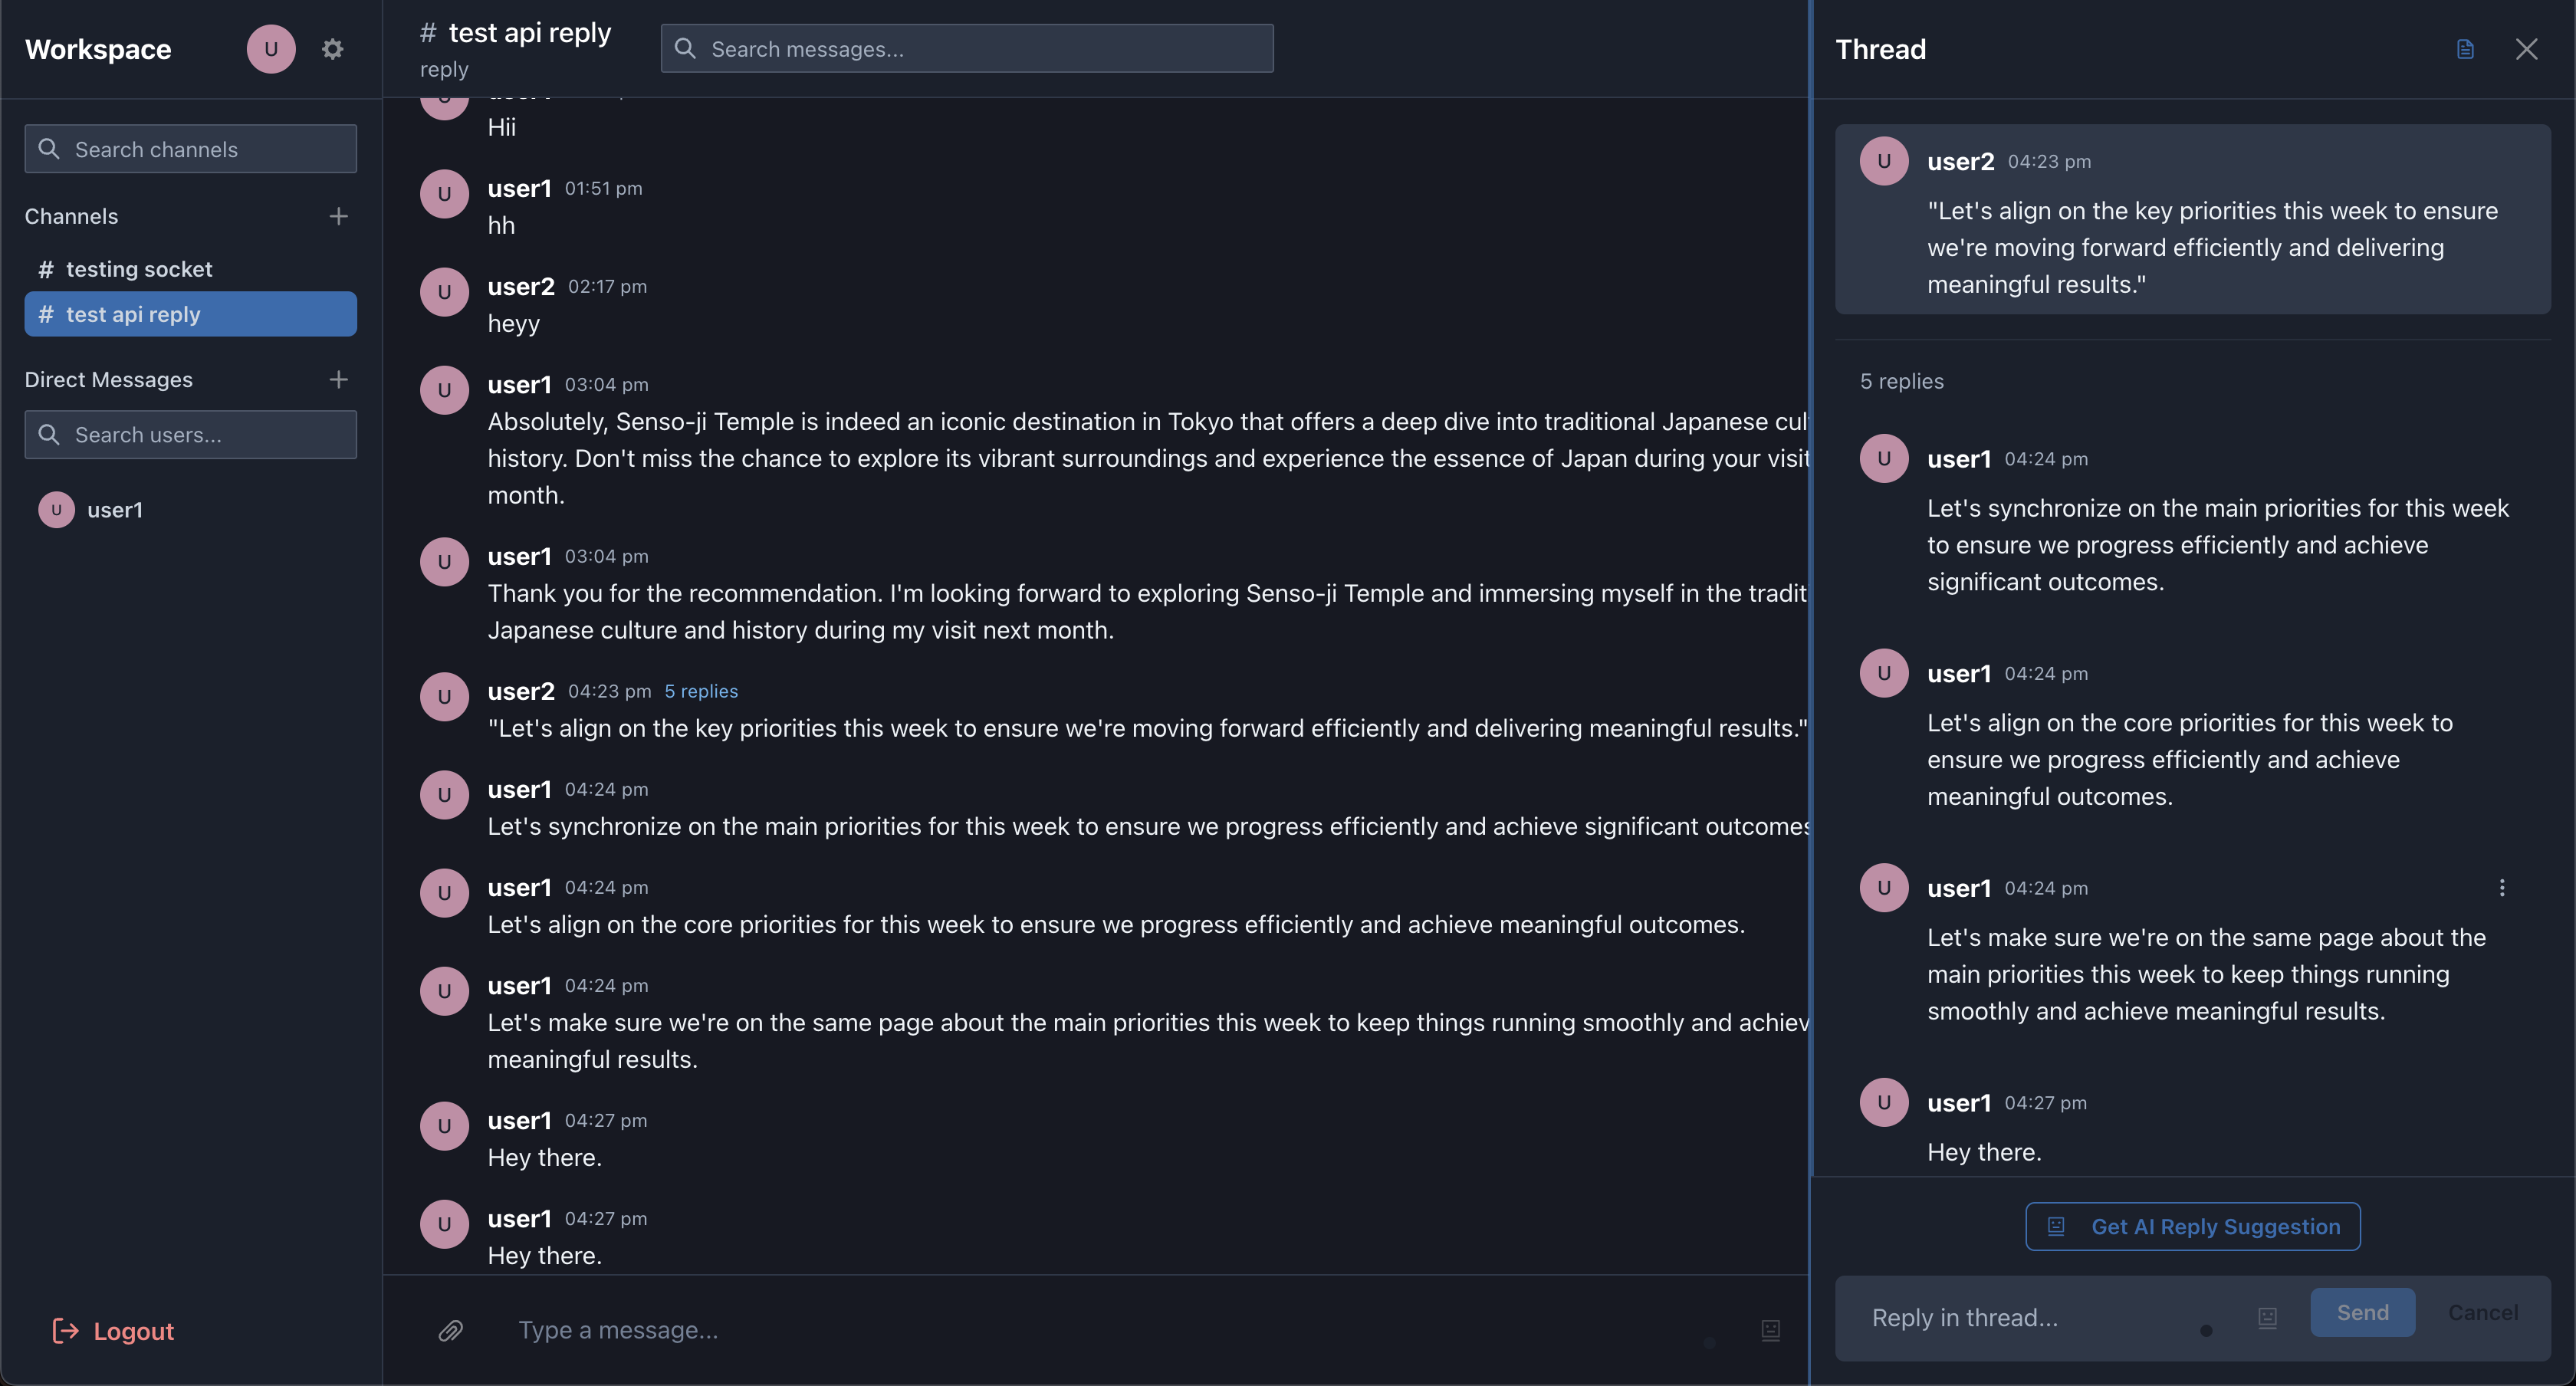 Workspace
U
Search channels
Channels
# testing socket
# test api reply
Direct Messages
Search users...
U user1
Logout
# test api reply
reply
Search messages...
Hii
U user1 01:51 pm
hh
U user2 02:17 pm
heyy
U user1 03:04 pm
Absolutely, Senso-ji Temple is indeed an iconic destination in Tokyo that offers a deep dive into traditional Japanese cul
history. Don't miss the chance to explore its vibrant surroundings and experience the essence of Japan during your visit
month.
U user1 03:04 pm
Thank you for the recommendation. I'm looking forward to exploring Senso-ji Temple and immersing myself in the tradit
Japanese culture and history during my visit next month.
U user2 04:23 pm 5 replies
"Let's align on the key priorities this week to ensure we're moving forward efficiently and delivering meaningful results."
U user1 04:24 pm
Let's synchronize on the main priorities for this week to ensure we progress efficiently and achieve significant outcomes
U user1 04:24 pm
Let's align on the core priorities for this week to ensure we progress efficiently and achieve meaningful outcomes.
U user1 04:24 pm
Let's make sure we're on the same page about the main priorities this week to keep things running smoothly and achiev
meaningful results.
U user1 04:27 pm
Hey there.
U user1 04:27 pm
Hey there.
Type a message...
Thread
U user2 04:23 pm
"Let's align on the key priorities this week to ensure
we're moving forward efficiently and delivering
meaningful results."
5 replies
U user1 04:24 pm
Let's synchronize on the main priorities for this week
to ensure we progress efficiently and achieve
significant outcomes.
U user1 04:24 pm
Let's align on the core priorities for this week to
ensure we progress efficiently and achieve
meaningful outcomes.
U user1 04:24 pm
Let's make sure we're on the same page about the
main priorities this week to keep things running
smoothly and achieve meaningful results.
U user1 04:27 pm
Hey there.
Get AI Reply Suggestion
Reply in thread...
Send
Cancel